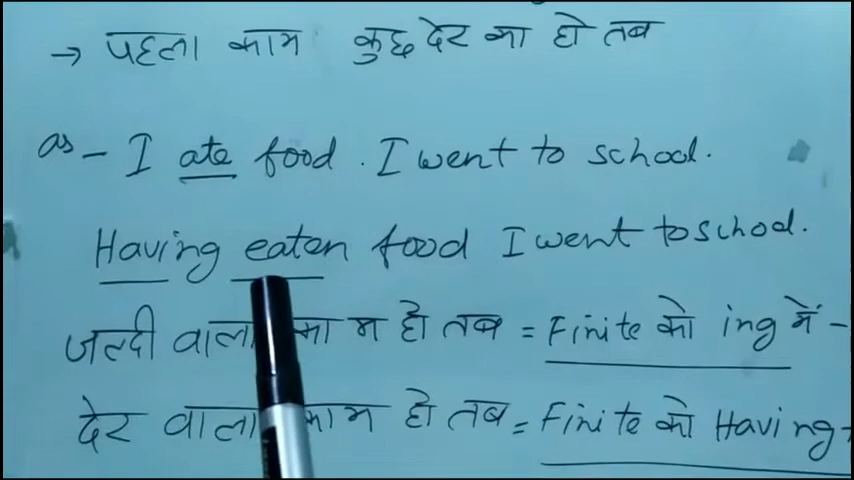 → पहला काम कुछ देर का हो तब
as - I ate food. I went to school.
Having eaten food I went to school.
जल्दी वाला काम हो तब = Finite को ing में -
देर वाला काम हो तब = Finite को Having +